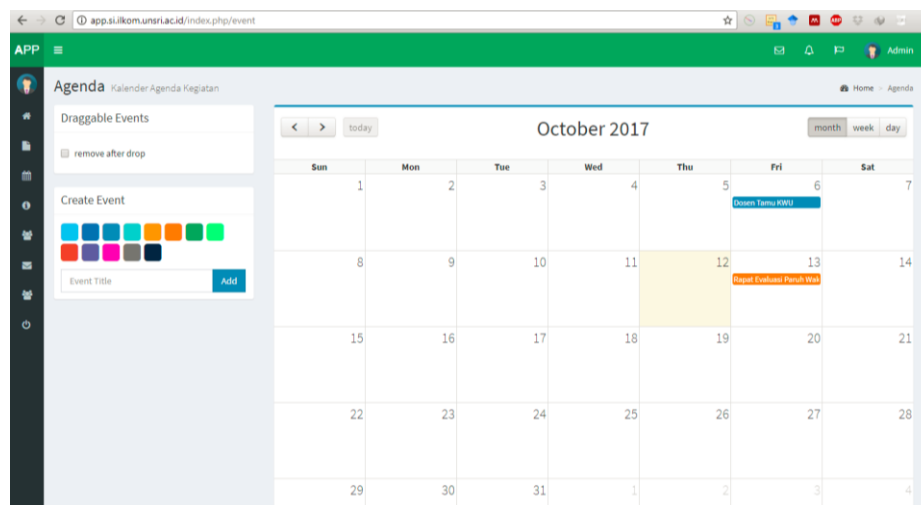 app.si.ilkom.unsri.ac.id/index.php/event
APP
Admin
Agenda Kalender Agenda Kegiatan
Home > Agenda
Draggable Events
remove after drop
Create Event
Event Title
Add
today
October 2017
month week day
Sun Mon Tue Wed Thu Fri Sat
1 2 3 4 5 6 7
Dosen Tamu KWU
8 9 10 11 12 13 14
Rapat Evaluasi Paruh
15 16 17 18 19 20 21
22 23 24 25 26 27 28
29 30 31 1 2 3 4